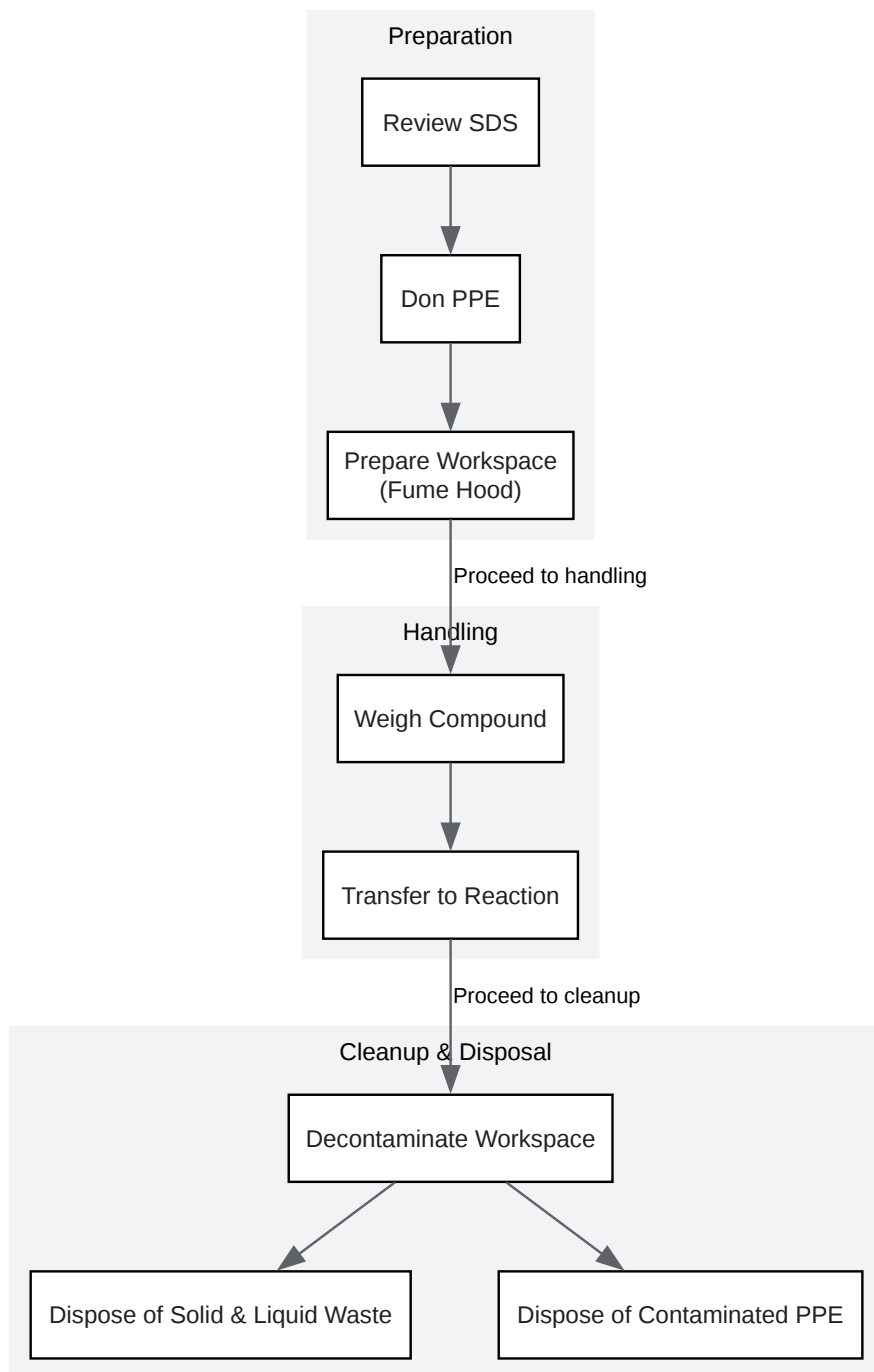 Preparation
Review SDS
Don PPE
Prepare Workspace
(Fume Hood)
Proceed to handling
Handling
Weigh Compound
Transfer to Reaction
Proceed to cleanup
Cleanup & Disposal
Decontaminate Workspace
Dispose of Solid & Liquid Waste
Dispose of Contaminated PPE